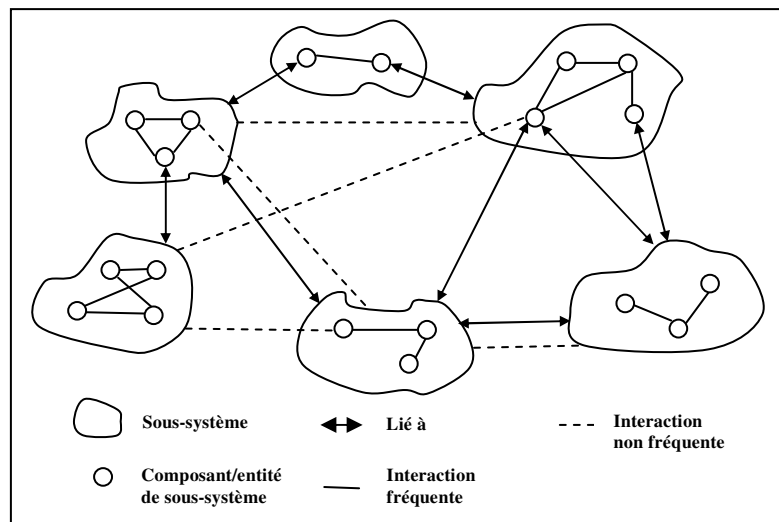 Sous-système
Lié à
Interaction
non fréquente
Composant/entité
de sous-système
Interaction
fréquente